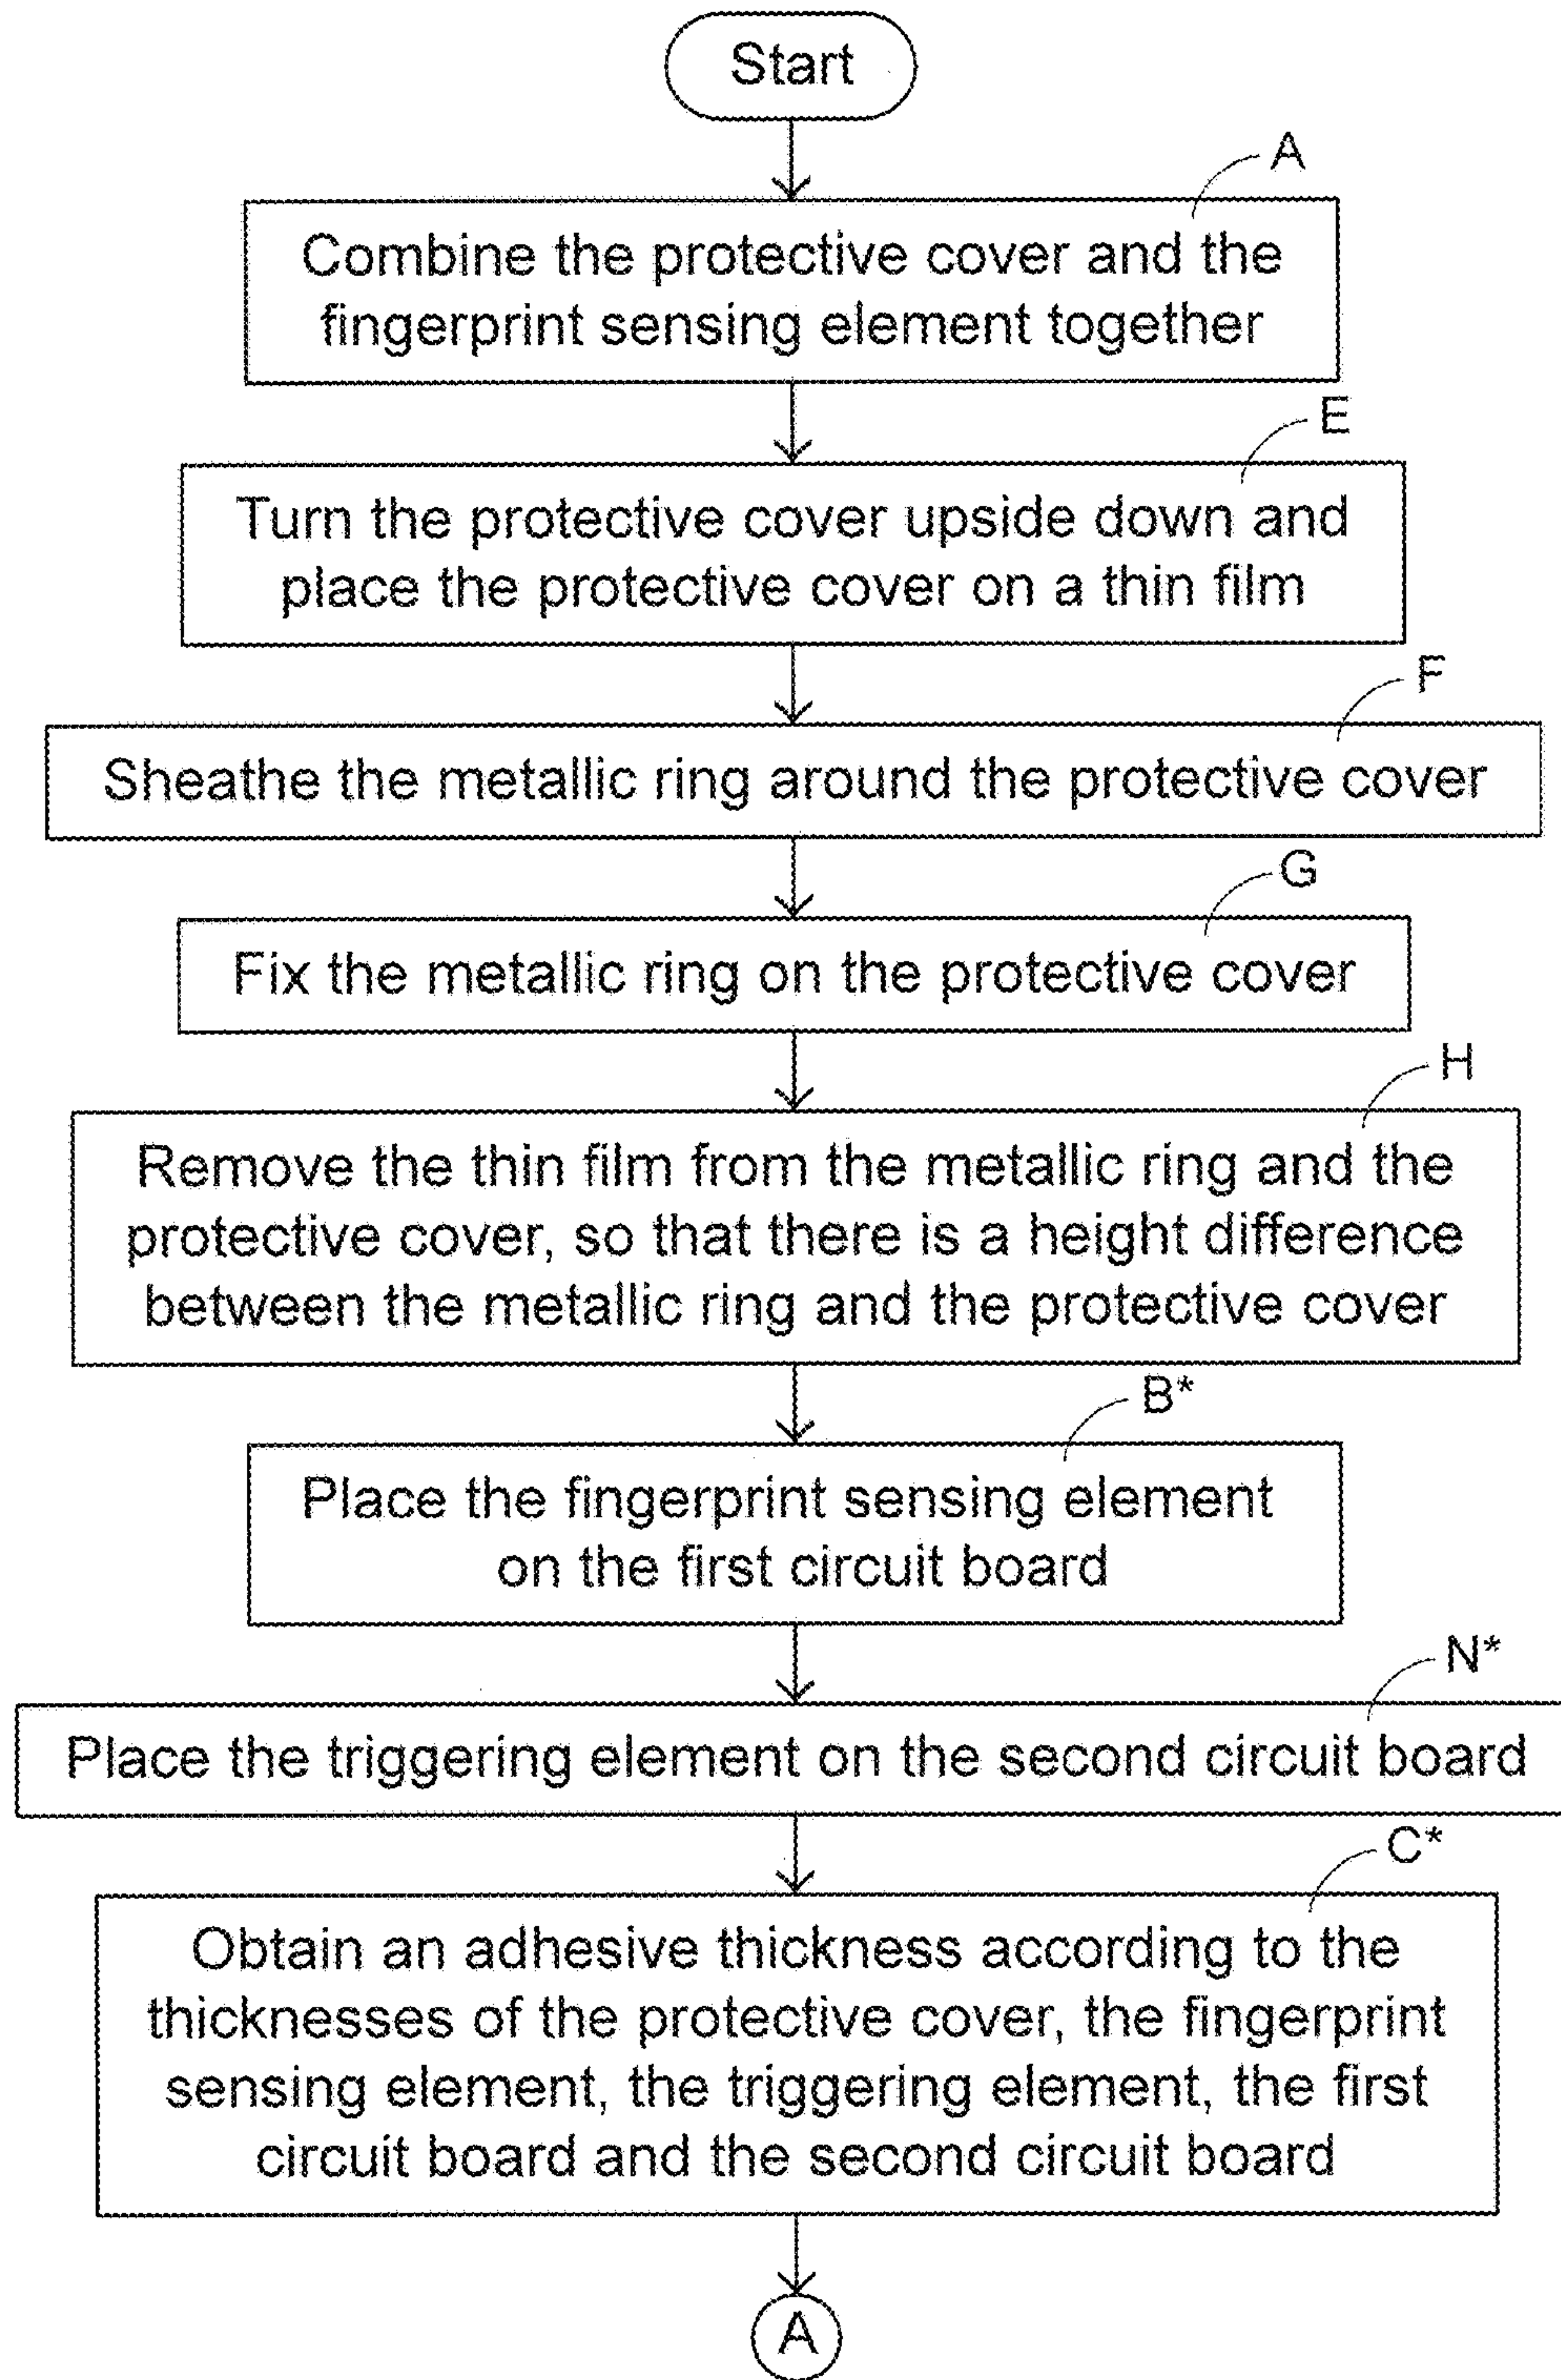 Start
A
Combine the protective cover and the
fingerprint sensing element together
E
Turn the protective cover upside down and
place the protective cover on a thin film
F
Sheathe the metallic ring around the protective cover
G
Fix the metallic ring on the protective cover
H
Remove the thin film from the metallic ring and the
protective cover, so that there is a height difference
between the metallic ring and the protective cover
B*
Place the fingerprint sensing element
on the first circuit board
N*
Place the triggering element on the second circuit board
C*
Obtain an adhesive thickness according to the
thicknesses of the protective cover, the fingerprint
sensing element, the triggering element, the first
circuit board and the second circuit board
A